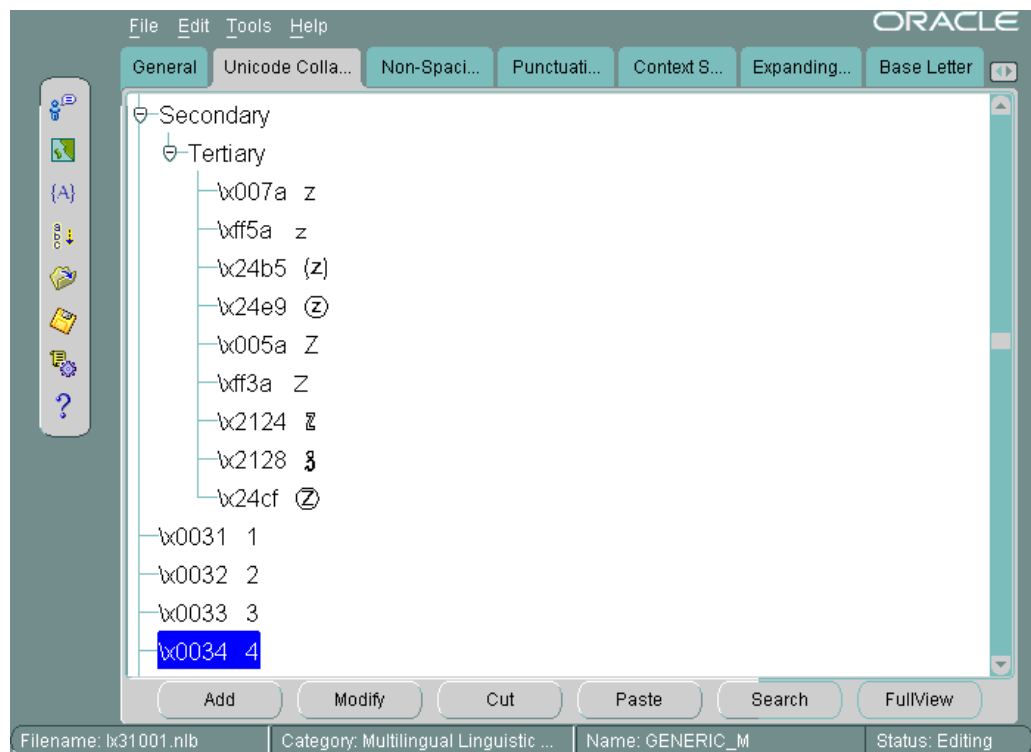 File Edit Tools Help ORACLE
General Unicode Colla... Non-Spaci... Punctuati... Context S... Expanding... Base Letter
{A}
a
b
c
?
Secondary
Tertiary
\x007a z
\xff5a z
\x24b5 (z)
\x24e9 ⓩ
\x005a Z
\xff3a Z
\x2124 ℤ
\x2128 ℨ
\x24cf Ⓩ
\x0031 1
\x0032 2
\x0033 3
\x0034 4
Add Modify Cut Paste Search FullView
Filename: lx31001.nlb Category: Multilingual Linguistic ... Name: GENERIC_M Status: Editing